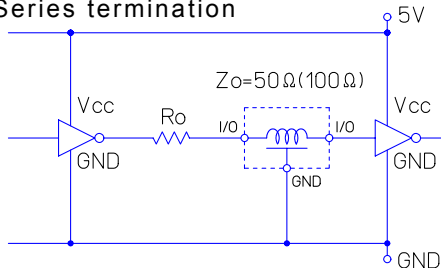 Series termination
5V
Zo=50Ω(100Ω)
Vcc
Ro
I/O
I/O
Vcc
GND
GND
GND
GND